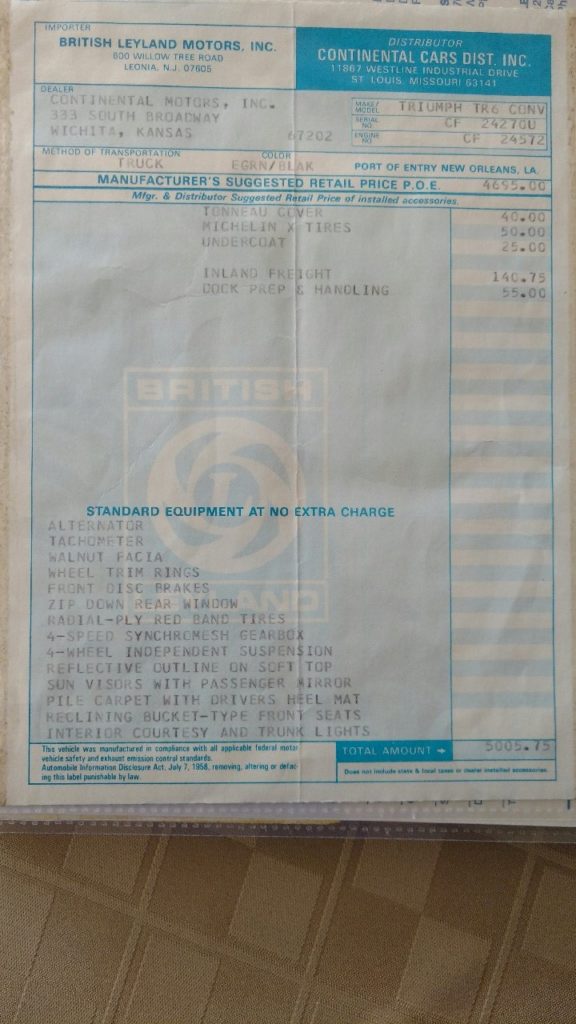 IMPORTER
BRITISH LEYLAND MOTORS, INC.
600 WILLOW TREE ROAD
LEONIA, N.J. 07605
DISTRIBUTOR
CONTINENTAL CARS DIST. INC.
11867 WESTLINE INDUSTRIAL DRIVE
ST. LOUIS, MISSOURI 63141
DEALER
CONTINENTAL MOTORS, INC.
333 SOUTH BROADWAY
WICHITA, KANSAS 67202
MAKE/MODEL TRIUMPH TR6 CONV
SERIAL NO. CF 24270U
ENGINE NO. CF 24572
METHOD OF TRANSPORTATION
TRUCK
COLOR
EGRN/BLAK
PORT OF ENTRY NEW ORLEANS, LA.
MANUFACTURER'S SUGGESTED RETAIL PRICE P.O.E. 4695.00
Mfgr. & Distributor Suggested Retail Price of installed accessories.
TONNEAU COVER 40.00
MICHELIN X TIRES 50.00
UNDERCOAT 25.00
INLAND FREIGHT 140.75
DOCK PREP & HANDLING 55.00
BRITISH
L
LEYLAND
STANDARD EQUIPMENT AT NO EXTRA CHARGE
ALTERNATOR
TACHOMETER
WALNUT FACIA
WHEEL TRIM RINGS
FRONT DISC BRAKES
ZIP DOWN REAR WINDOW
RADIAL-PLY RED BAND TIRES
4-SPEED SYNCHROMESH GEARBOX
4-WHEEL INDEPENDENT SUSPENSION
REFLECTIVE OUTLINE ON SOFT TOP
SUN VISORS WITH PASSENGER MIRROR
PILE CARPET WITH DRIVERS HEEL MAT
RECLINING BUCKET-TYPE FRONT SEATS
INTERIOR COURTESY AND TRUNK LIGHTS
This vehicle was manufactured in compliance with all applicable federal motor
vehicle safety and exhaust emission control standards.
Automobile Information Disclosure Act. July 7, 1958, removing, altering or defac-
ing this label punishable by law.
TOTAL AMOUNT 5005.75
Does not include state & local taxes or dealer installed accessories.